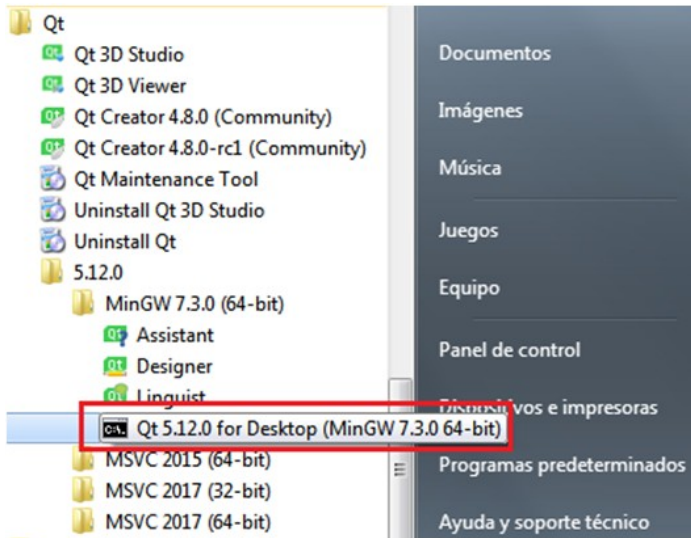 Qt
Qt 3D Studio
Qt 3D Viewer
Qt Creator 4.8.0 (Community)
Qt Creator 4.8.0-rc1 (Community)
Qt Maintenance Tool
Uninstall Qt 3D Studio
Uninstall Qt
5.12.0
MinGW 7.3.0 (64-bit)
Assistant
Designer
Linguist
Qt 5.12.0 for Desktop (MinGW 7.3.0 64-bit)
MSVC 2015 (64-bit)
MSVC 2017 (32-bit)
MSVC 2017 (64-bit)
Documentos
Imágenes
Música
Juegos
Equipo
Panel de control
Dispositivos e impresoras
Programas predeterminados
Ayuda y soporte técnico